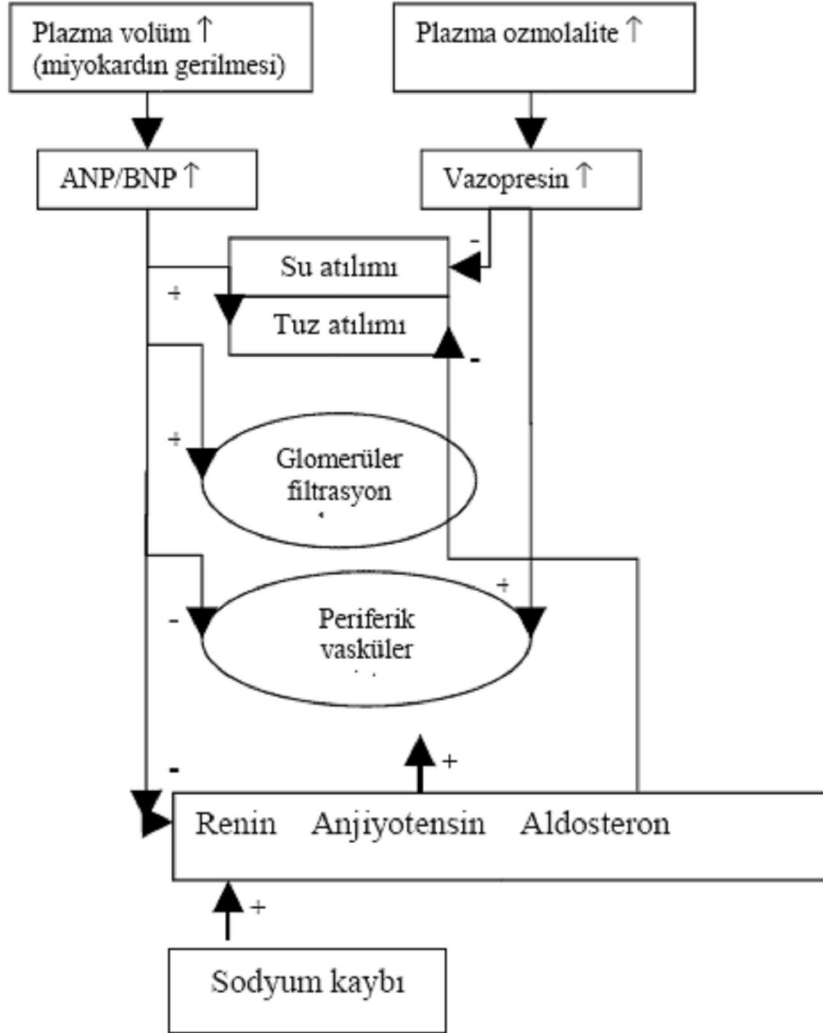 Plazma volüm ↑
(miyokardın gerilmesi)
Plazma ozmolalite ↑
ANP/BNP ↑
Vazopresin ↑
-
Su atılımı
+
Tuz atılımı
-
+
Glomerüler
filtrasyon
+
-
Periferik
vasküler
-
+
Renin Anjiyotensin Aldosteron
+
Sodyum kaybı